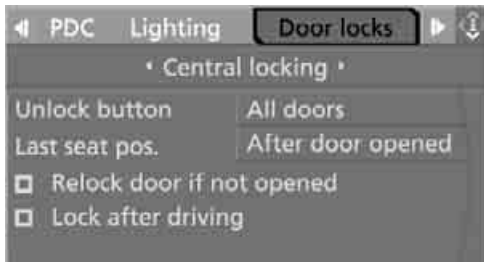 PDC Lighting Door locks
Central locking
Unlock button All doors
Last seat pos. After door opened
Relock door if not opened
Lock after driving